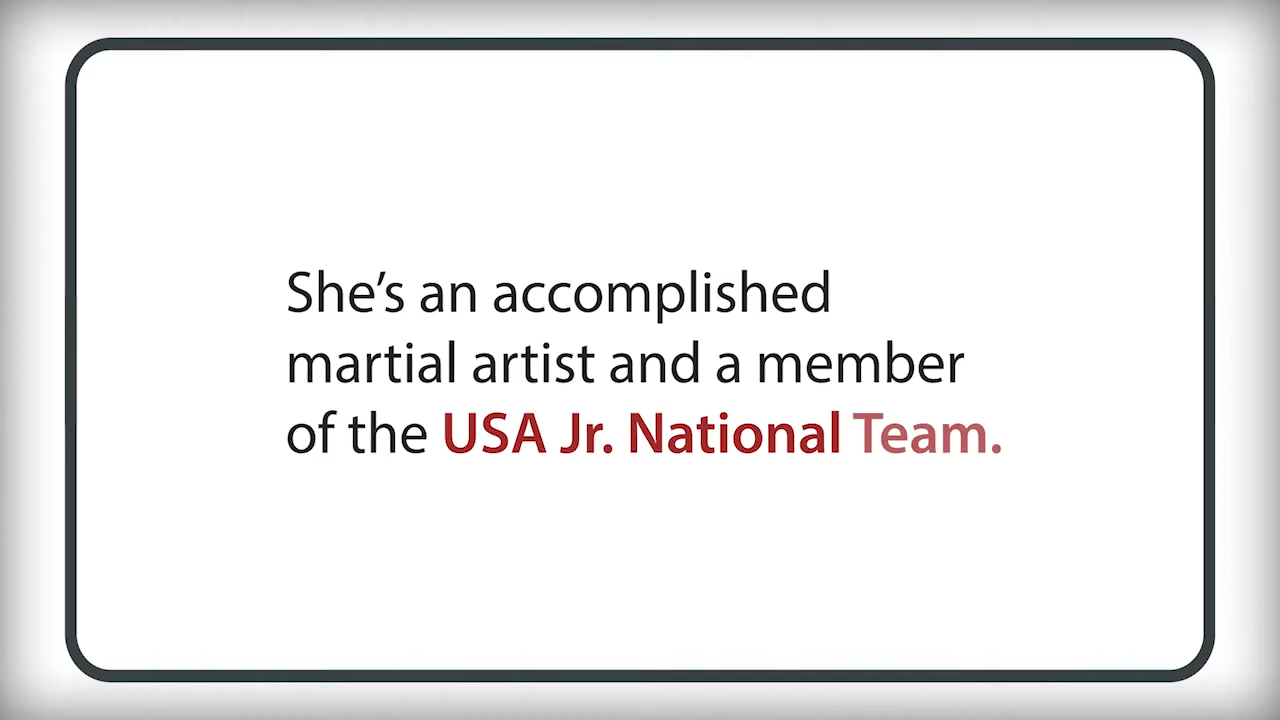 She’s an accomplished
martial artist and a member
of the USA Jr. National Team.